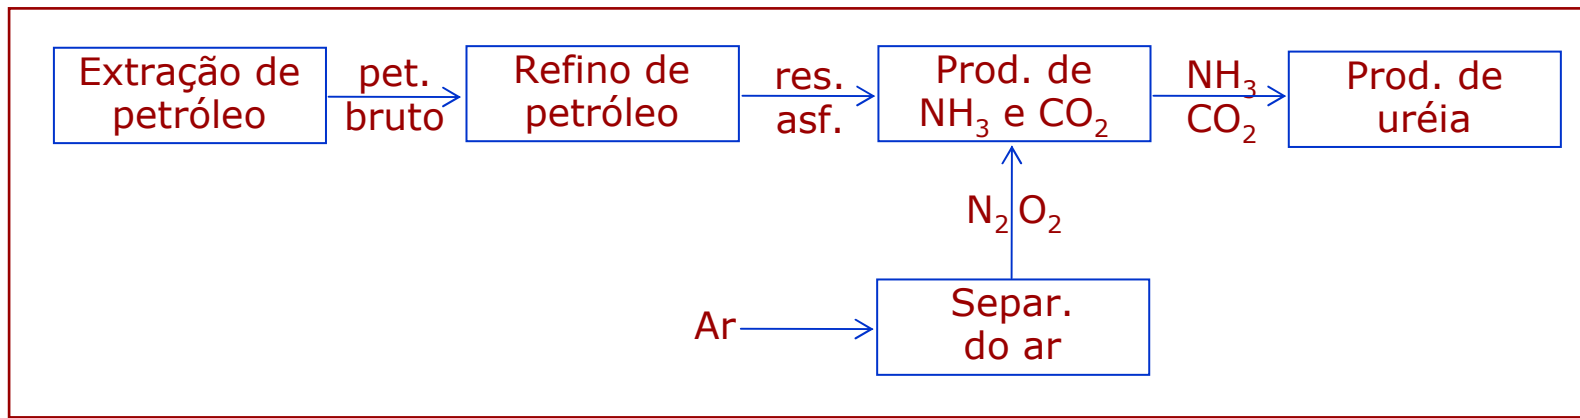 Extração de
petróleo
pet.
bruto
Refino de
petróleo
res.
asf.
Prod. de
NH₃ e CO₂
NH₃
CO₂
Prod. de
uréia
N₂ O₂
Ar
Separ.
do ar